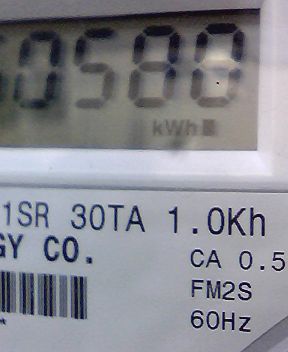 0580
kWh
1SR 30TA 1.0Kh
GY CO.
CA 0.5
FM2S
60Hz